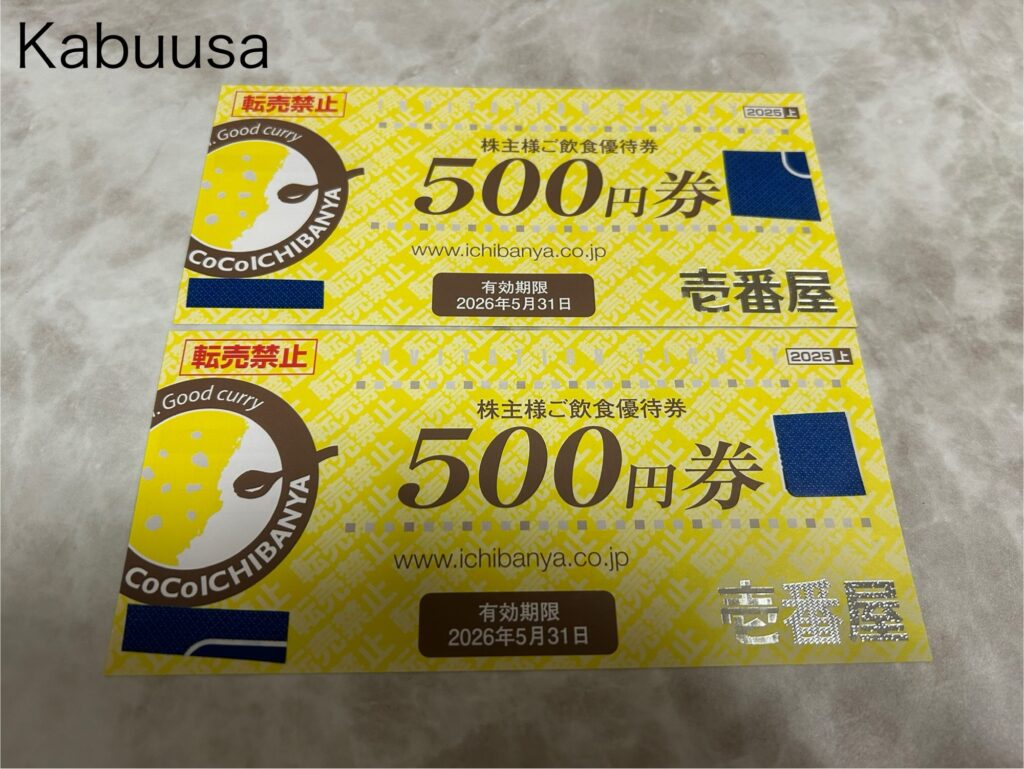 Kabuusa
転売禁止
INVITATION TICKET
2025上
. Good curry
株主様ご飲食優待券
500円券
CoCoICHIBANYA
www.ichibanya.co.jp
有効期限
2026年5月31日
壱番屋
転売禁止
INVITATION TICKET
2025上
. Good curry
株主様ご飲食優待券
500円券
CoCoICHIBANYA
www.ichibanya.co.jp
有効期限
2026年5月31日
壱番屋